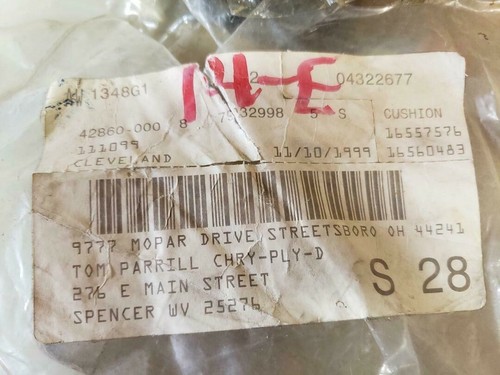 1348G1 14-E 2 04322677
42860-000 8 7932998 5 S CUSHION
111099 16557576
CLEVELAND 11/10/1999 16560483
9777 MOPAR DRIVE STREETSBORO OH 44241
TOM PARRILL CHRY-PLY-D
276 E MAIN STREET S 28
SPENCER WV 25276